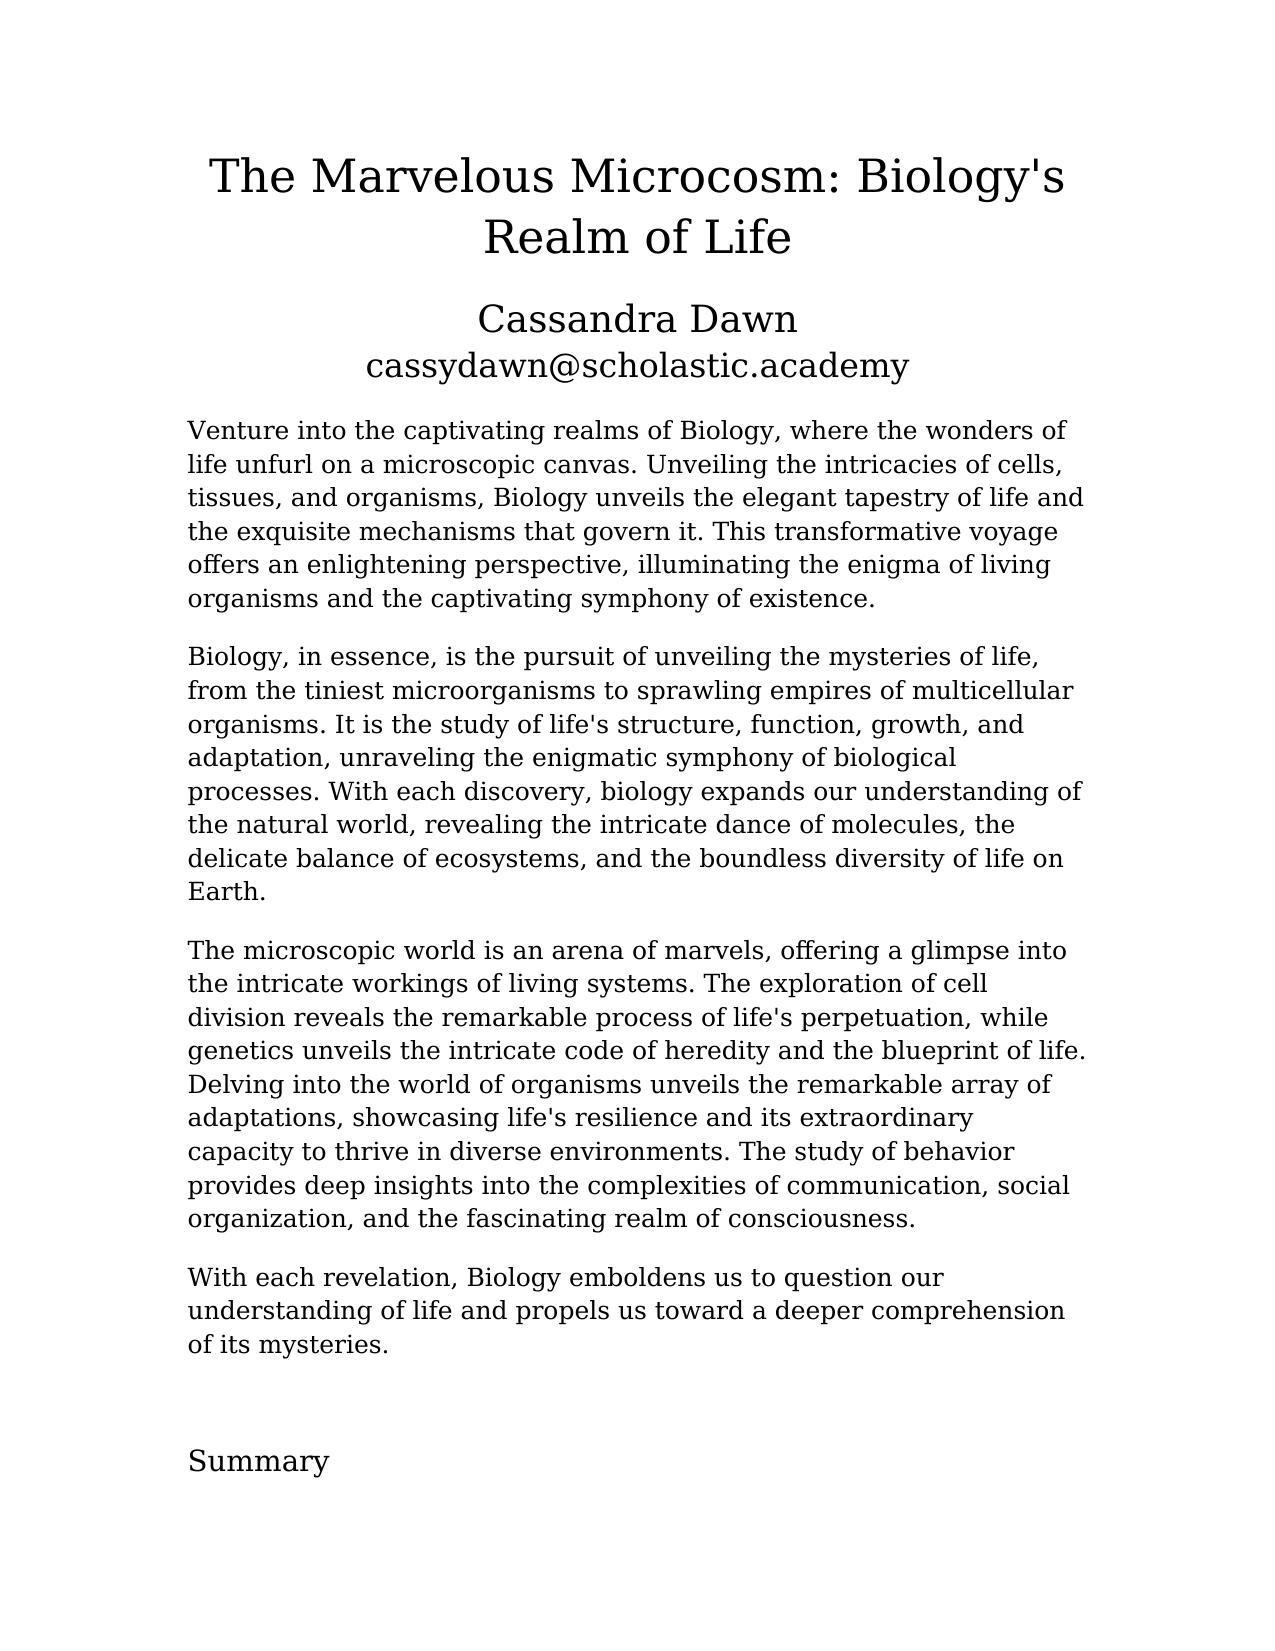 The Marvelous Microcosm: Biology's
Realm of Life
Cassandra Dawn
cassydawn@scholastic.academy
Venture into the captivating realms of Biology, where the wonders of
life unfurl on a microscopic canvas. Unveiling the intricacies of cells,
tissues, and organisms, Biology unveils the elegant tapestry of life and
the exquisite mechanisms that govern it. This transformative voyage
offers an enlightening perspective, illuminating the enigma of living
organisms and the captivating symphony of existence.
Biology, in essence, is the pursuit of unveiling the mysteries of life,
from the tiniest microorganisms to sprawling empires of multicellular
organisms. It is the study of life's structure, function, growth, and
adaptation, unraveling the enigmatic symphony of biological
processes. With each discovery, biology expands our understanding of
the natural world, revealing the intricate dance of molecules, the
delicate balance of ecosystems, and the boundless diversity of life on
Earth.
The microscopic world is an arena of marvels, offering a glimpse into
the intricate workings of living systems. The exploration of cell
division reveals the remarkable process of life's perpetuation, while
genetics unveils the intricate code of heredity and the blueprint of life.
Delving into the world of organisms unveils the remarkable array of
adaptations, showcasing life's resilience and its extraordinary
capacity to thrive in diverse environments. The study of behavior
provides deep insights into the complexities of communication, social
organization, and the fascinating realm of consciousness.
With each revelation, Biology emboldens us to question our
understanding of life and propels us toward a deeper comprehension
of its mysteries.
Summary